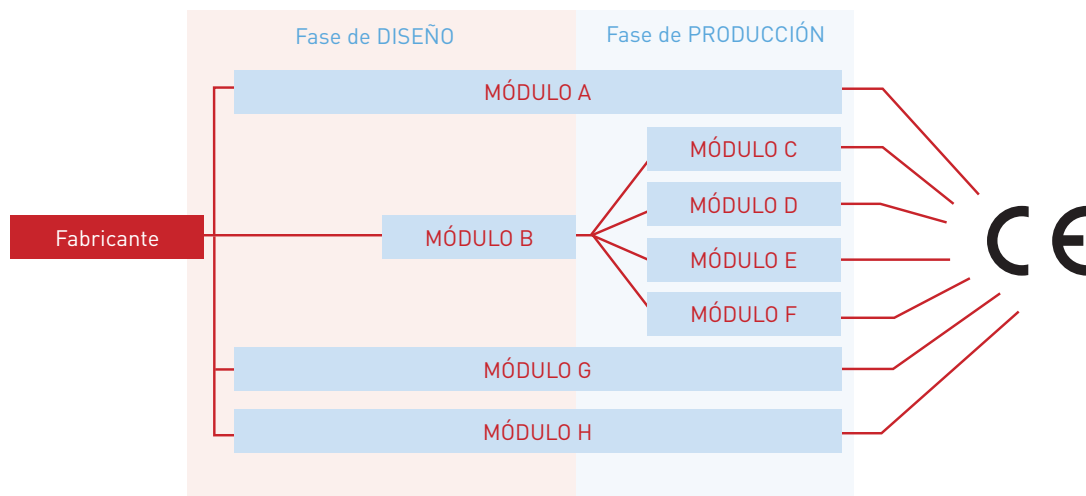 Fase de DISEÑO
Fase de PRODUCCIÓN
MÓDULO A
MÓDULO C
MÓDULO D
Fabricante
MÓDULO B
MÓDULO E
MÓDULO F
MÓDULO G
MÓDULO H
CE